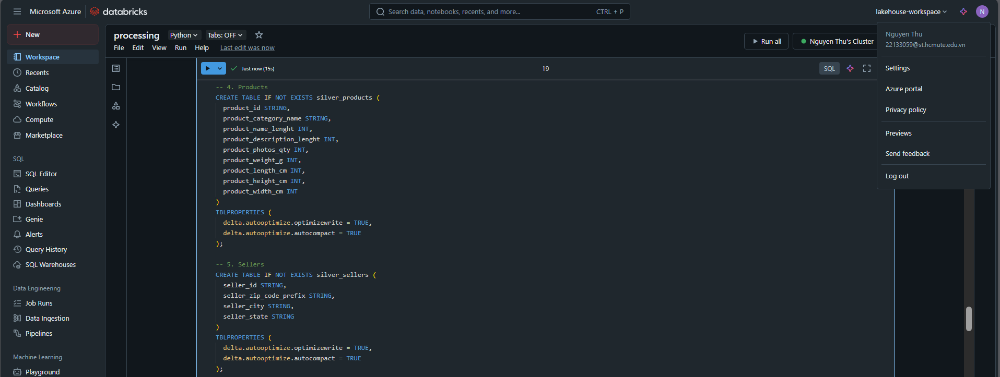 Microsoft Azure databricks
Search data, notebooks, recents, and more... CTRL + P
lakehouse-workspace N
New
Workspace
Recents
Catalog
Workflows
Compute
Marketplace
SQL
SQL Editor
Queries
Dashboards
Genie
Alerts
Query History
SQL Warehouses
Data Engineering
Job Runs
Data Ingestion
Pipelines
Machine Learning
Playground
processing Python Tabs: OFF
File Edit View Run Help Last edit was now
Run all Nguyen Thu's Cluster
Just now (15s) 19 SQL
-- 4. Products
CREATE TABLE IF NOT EXISTS silver_products (
product_id STRING,
product_category_name STRING,
product_name_lenght INT,
product_description_lenght INT,
product_photos_qty INT,
product_weight_g INT,
product_length_cm INT,
product_height_cm INT,
product_width_cm INT
)
TBLPROPERTIES (
delta.autooptimize.optimizewrite = TRUE,
delta.autooptimize.autocompact = TRUE
);
-- 5. Sellers
CREATE TABLE IF NOT EXISTS silver_sellers (
seller_id STRING,
seller_zip_code_prefix STRING,
seller_city STRING,
seller_state STRING
)
TBLPROPERTIES (
delta.autooptimize.optimizewrite = TRUE,
delta.autooptimize.autocompact = TRUE
);
Nguyen Thu
22133059@st.hcmute.edu.vn
Settings
Azure portal
Privacy policy
Previews
Send feedback
Log out